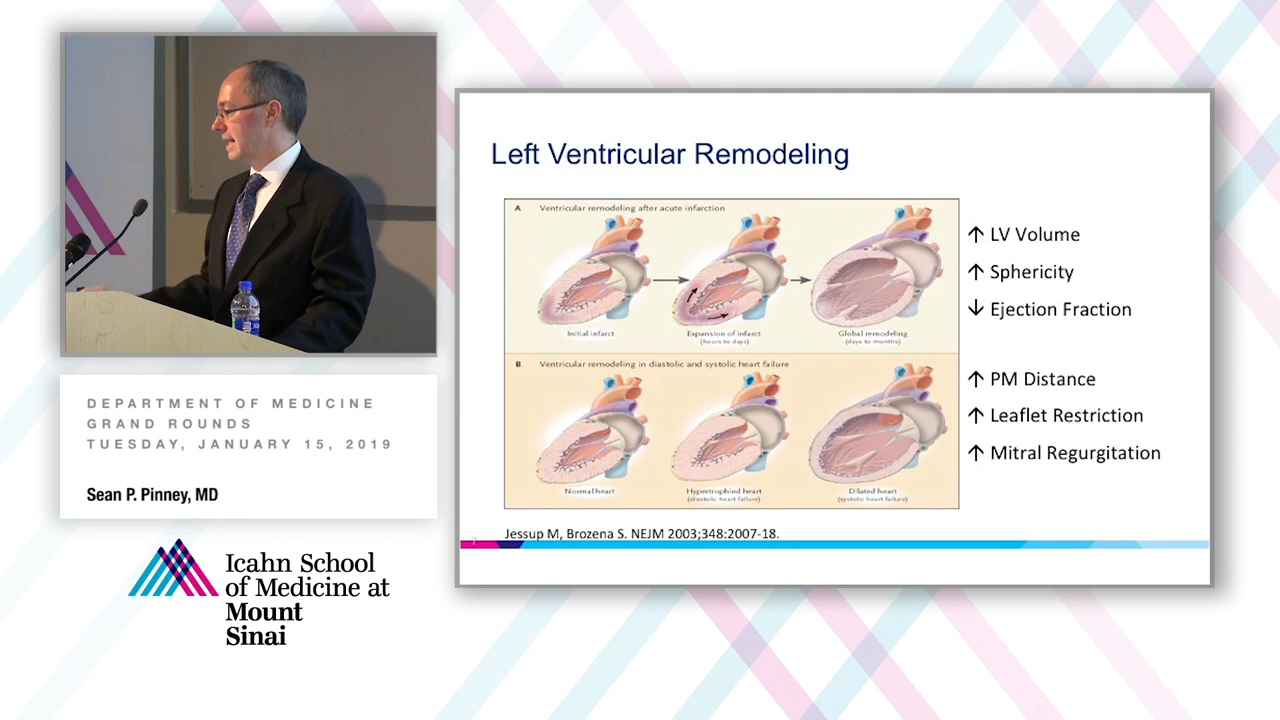 DEPARTMENT OF MEDICINE
GRAND ROUNDS
TUESDAY, JANUARY 15, 2019
Sean P. Pinney, MD
Icahn School
of Medicine at
Mount
Sinai
Left Ventricular Remodeling
A Ventricular remodeling after acute infarction
Initial infarct
Expansion of infarct
(hours to days)
Global remodeling
(days to months)
B Ventricular remodeling in diastolic and systolic heart failure
Normal heart
Hypertrophied heart
(diastolic heart failure)
Dilated heart
(systolic heart failure)
↑ LV Volume
↑ Sphericity
↓ Ejection Fraction
↑ PM Distance
↑ Leaflet Restriction
↑ Mitral Regurgitation
Jessup M, Brozena S. NEJM 2003;348:2007-18.
7